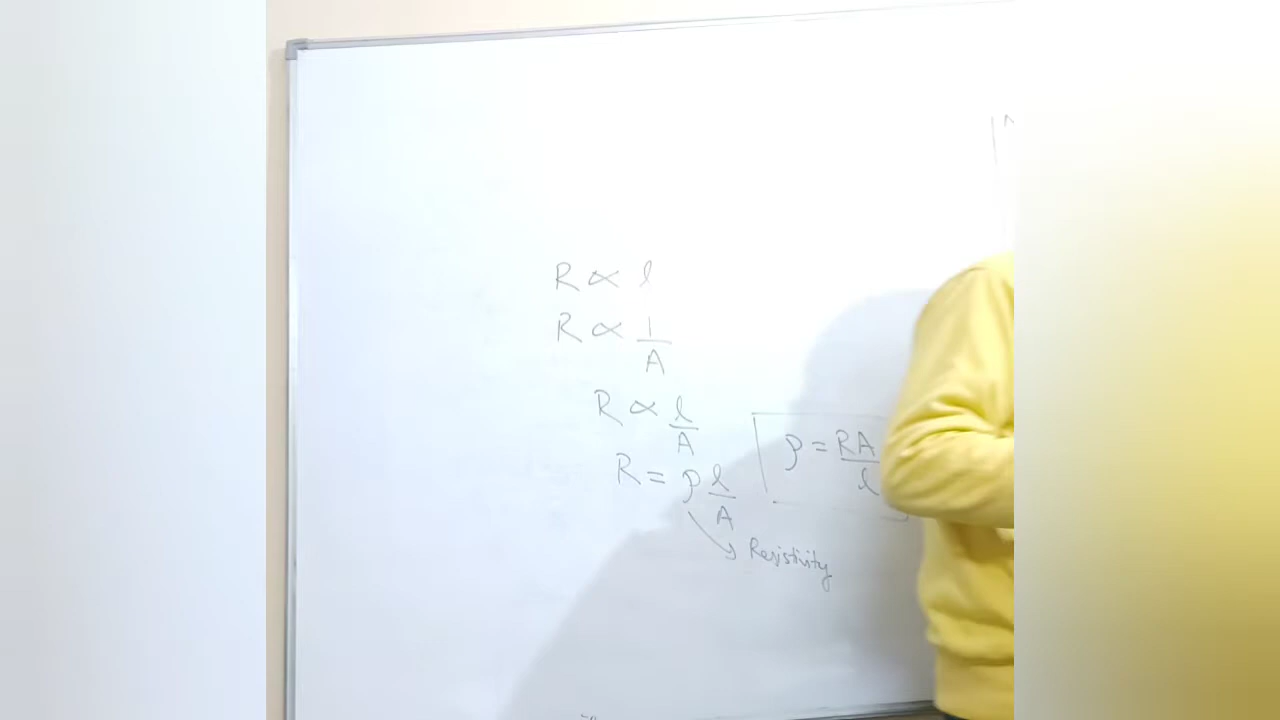 R ∝ l
R ∝ 1/A
R ∝ l/A
R = ρ l/A
ρ = RA/l
Resistivity